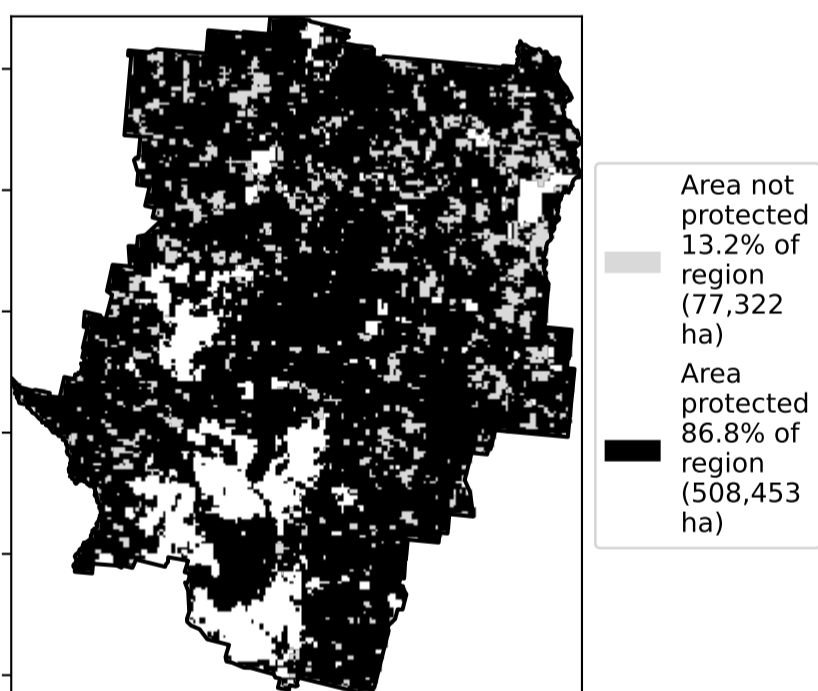 Area not
protected
13.2% of
region
(77,322
ha)
Area
protected
86.8% of
region
(508,453
ha)